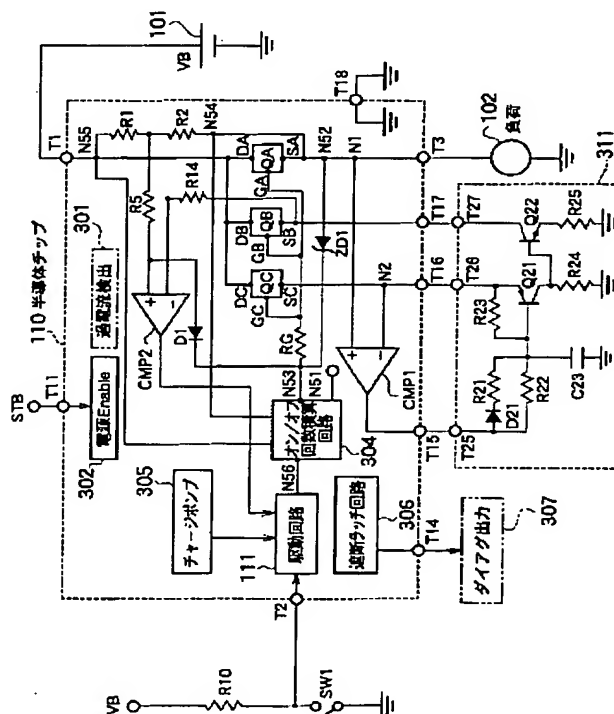 STB
T11
110 半導体チップ
電源Enable
302
過電流検出
301
T1
VB
101
N55
R1
R2
N54
R5
R14
CMP2
D1
DA
QA
GA
SA
DB
QB
GB
SB
DC
QC
GC
SC
N52
ZD1
N1
N2
T18
305
チャージポンプ
N56
オン/オフ
回数積算
回路
304
N53
N51
RG
CMP1
VB
R10
SW1
T2
駆動回路
111
遮断ラッチ回路
306
T14
ダイアグ出力
307
T15
T16
T17
T3
102
負荷
T25
T26
T27
311
R21
D21
R22
C23
R23
Q21
R24
Q22
R25